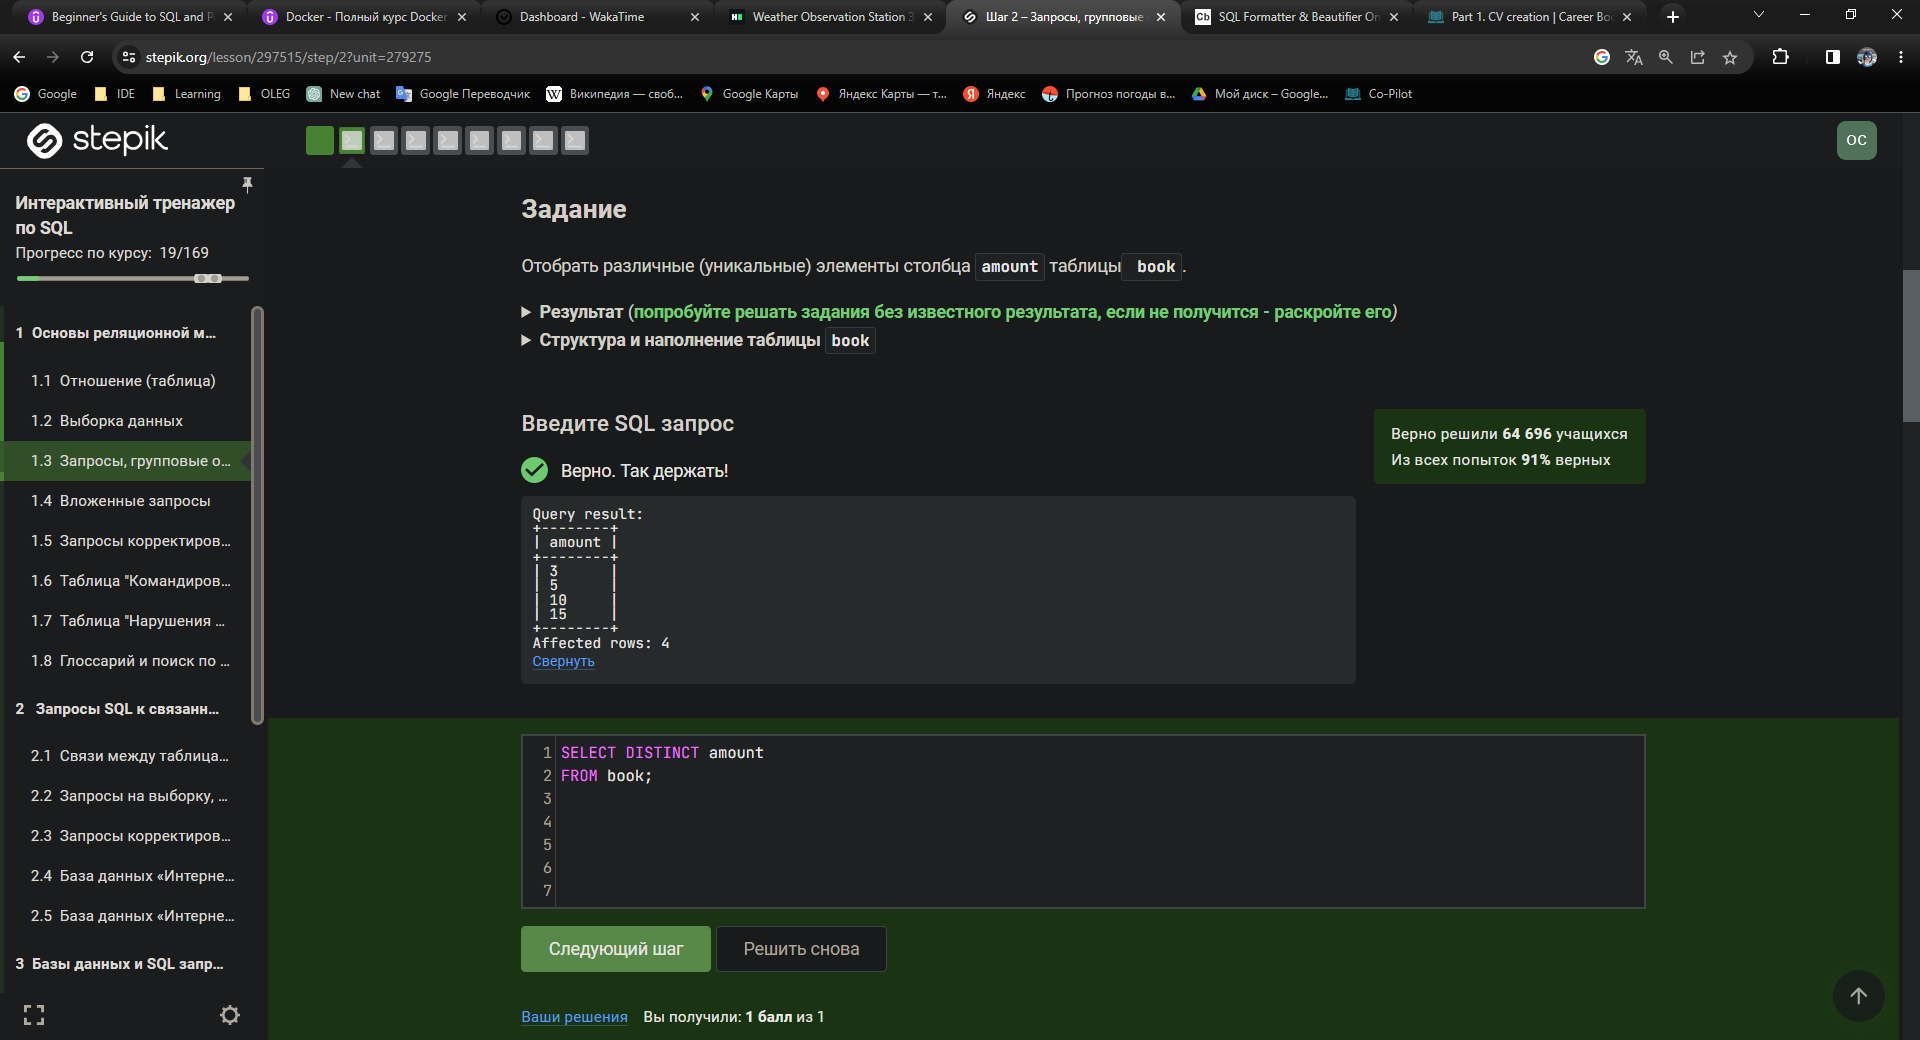 Beginner's Guide to SQL and P
Docker - Полный курс Docker
Dashboard - WakaTime
Weather Observation Station 3
Шаг 2 – Запросы, групповые
SQL Formatter & Beautifier On
Part 1. CV creation | Career Bo
stepik.org/lesson/297515/step/2?unit=279275
Google
IDE
Learning
OLEG
New chat
Google Переводчик
Википедия — своб...
Google Карты
Яндекс Карты — т...
Яндекс
Прогноз погоды в...
Мой диск – Google...
Co-Pilot
stepik
OC
Интерактивный тренажер
по SQL
Прогресс по курсу: 19/169
1 Основы реляционной м...
1.1 Отношение (таблица)
1.2 Выборка данных
1.3 Запросы, групповые о...
1.4 Вложенные запросы
1.5 Запросы корректиров...
1.6 Таблица "Командиров...
1.7 Таблица "Нарушения ...
1.8 Глоссарий и поиск по ...
2 Запросы SQL к связанн...
2.1 Связи между таблица...
2.2 Запросы на выборку, ...
2.3 Запросы корректиров...
2.4 База данных «Интерне...
2.5 База данных «Интерне...
3 Базы данных и SQL запр...
Задание
Отобрать различные (уникальные) элементы столбца amount таблицы book.
Результат (попробуйте решать задания без известного результата, если не получится - раскройте его)
Структура и наполнение таблицы book
Введите SQL запрос
Верно. Так держать!
Верно решили 64 696 учащихся
Из всех попыток 91% верных
Query result:
+--------+
| amount |
+--------+
| 3      |
| 5      |
| 10     |
| 15     |
+--------+
Affected rows: 4
Свернуть
1 SELECT DISTINCT amount
2 FROM book;
3
4
5
6
7
Следующий шаг
Решить снова
Ваши решения Вы получили: 1 балл из 1